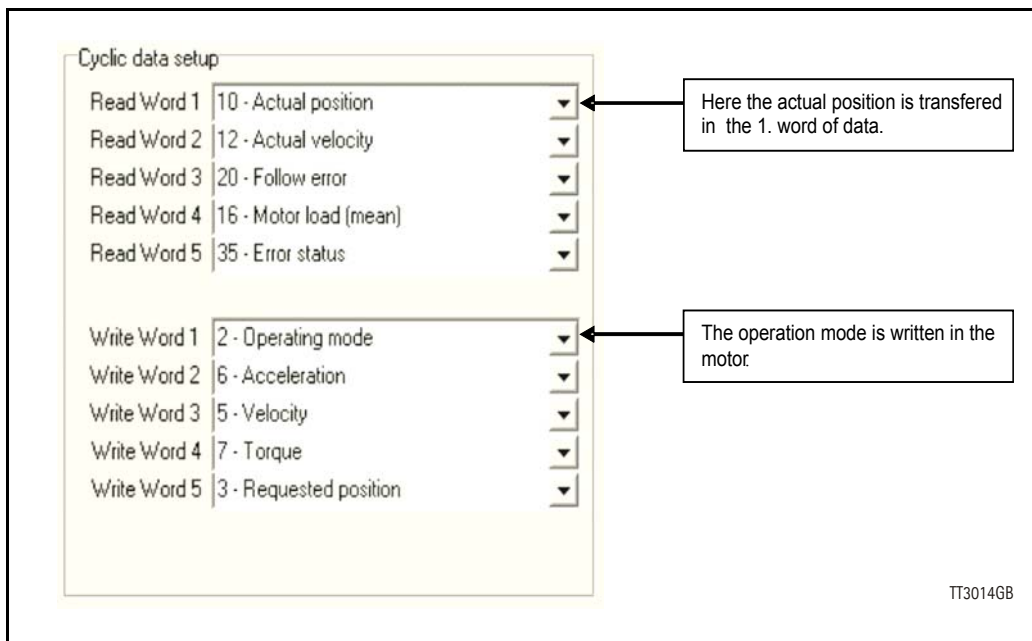 Cyclic data setup
Read Word 1 10 - Actual position
Here the actual position is transfered
in the 1. word of data.
Read Word 2 12 - Actual velocity
Read Word 3 20 - Follow error
Read Word 4 16 - Motor load (mean)
Read Word 5 35 - Error status
Write Word 1 2 - Operating mode
The operation mode is written in the
motor.
Write Word 2 6 - Acceleration
Write Word 3 5 - Velocity
Write Word 4 7 - Torque
Write Word 5 3 - Requested position
TT3014GB